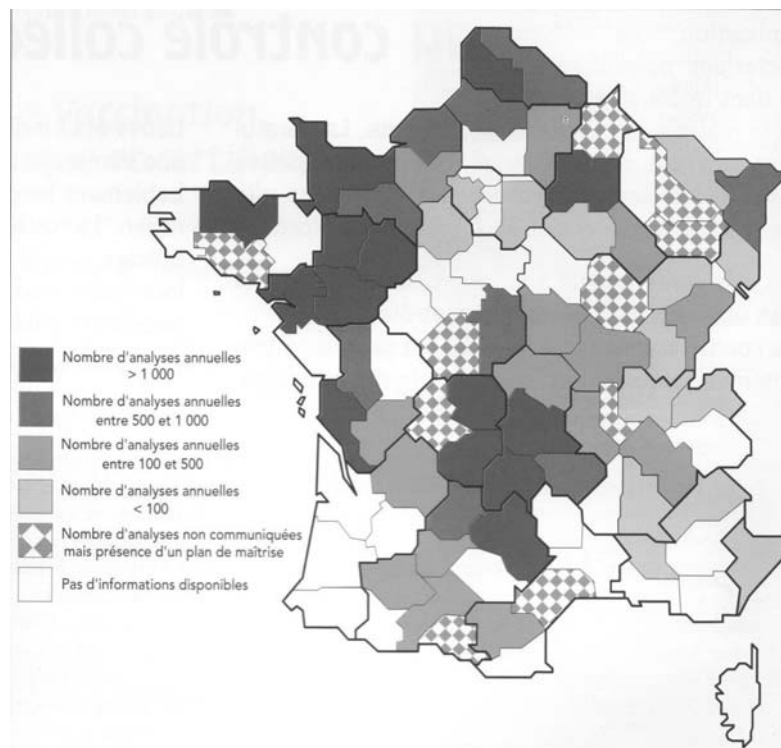 Nombre d'analyses annuelles
> 1 000
Nombre d'analyses annuelles
entre 500 et 1 000
Nombre d'analyses annuelles
entre 100 et 500
Nombre d'analyses annuelles
< 100
Nombre d'analyses non communiquées
mais présence d'un plan de maîtrise
Pas d'informations disponibles